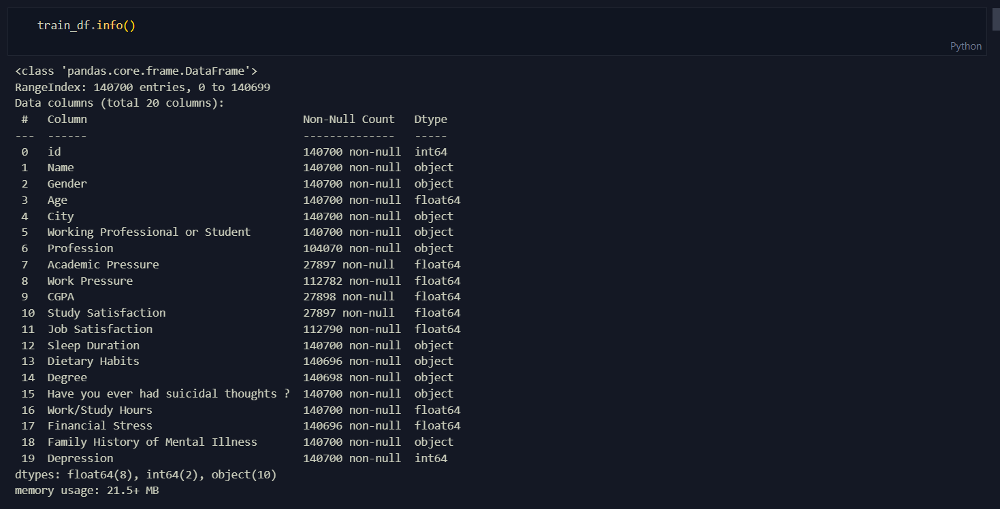 train_df.info()
Python
<class 'pandas.core.frame.DataFrame'>
RangeIndex: 140700 entries, 0 to 140699
Data columns (total 20 columns):
 #   Column                                 Non-Null Count   Dtype
---  ------                                 --------------   -----
 0   id                                     140700 non-null  int64
 1   Name                                   140700 non-null  object
 2   Gender                                 140700 non-null  object
 3   Age                                    140700 non-null  float64
 4   City                                   140700 non-null  object
 5   Working Professional or Student        140700 non-null  object
 6   Profession                             104070 non-null  object
 7   Academic Pressure                      27897 non-null   float64
 8   Work Pressure                          112782 non-null  float64
 9   CGPA                                   27898 non-null   float64
 10  Study Satisfaction                     27897 non-null   float64
 11  Job Satisfaction                       112790 non-null  float64
 12  Sleep Duration                         140700 non-null  object
 13  Dietary Habits                         140696 non-null  object
 14  Degree                                 140698 non-null  object
 15  Have you ever had suicidal thoughts ?  140700 non-null  object
 16  Work/Study Hours                       140700 non-null  float64
 17  Financial Stress                       140696 non-null  float64
 18  Family History of Mental Illness       140700 non-null  object
 19  Depression                             140700 non-null  int64
dtypes: float64(8), int64(2), object(10)
memory usage: 21.5+ MB